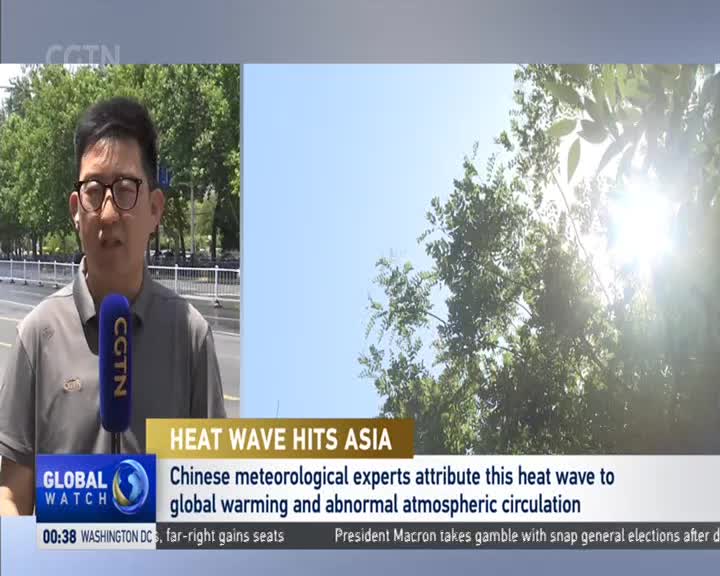 CGTN
CGTN
HEAT WAVE HITS ASIA
GLOBAL
WATCH
Chinese meteorological experts attribute this heat wave to
global warming and abnormal atmospheric circulation
00:38 WASHINGTON DC
s, far-right gains seats President Macron takes gamble with snap general elections after d